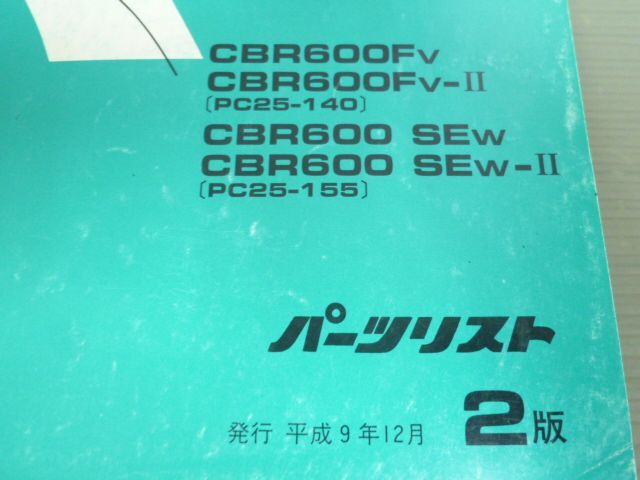 CBR600FV
CBR600FV-II
〔PC25-140〕
CBR600 SEW
CBR600 SEW-II
〔PC25-155〕
パーツリスト
発行 平成9年12月 2版